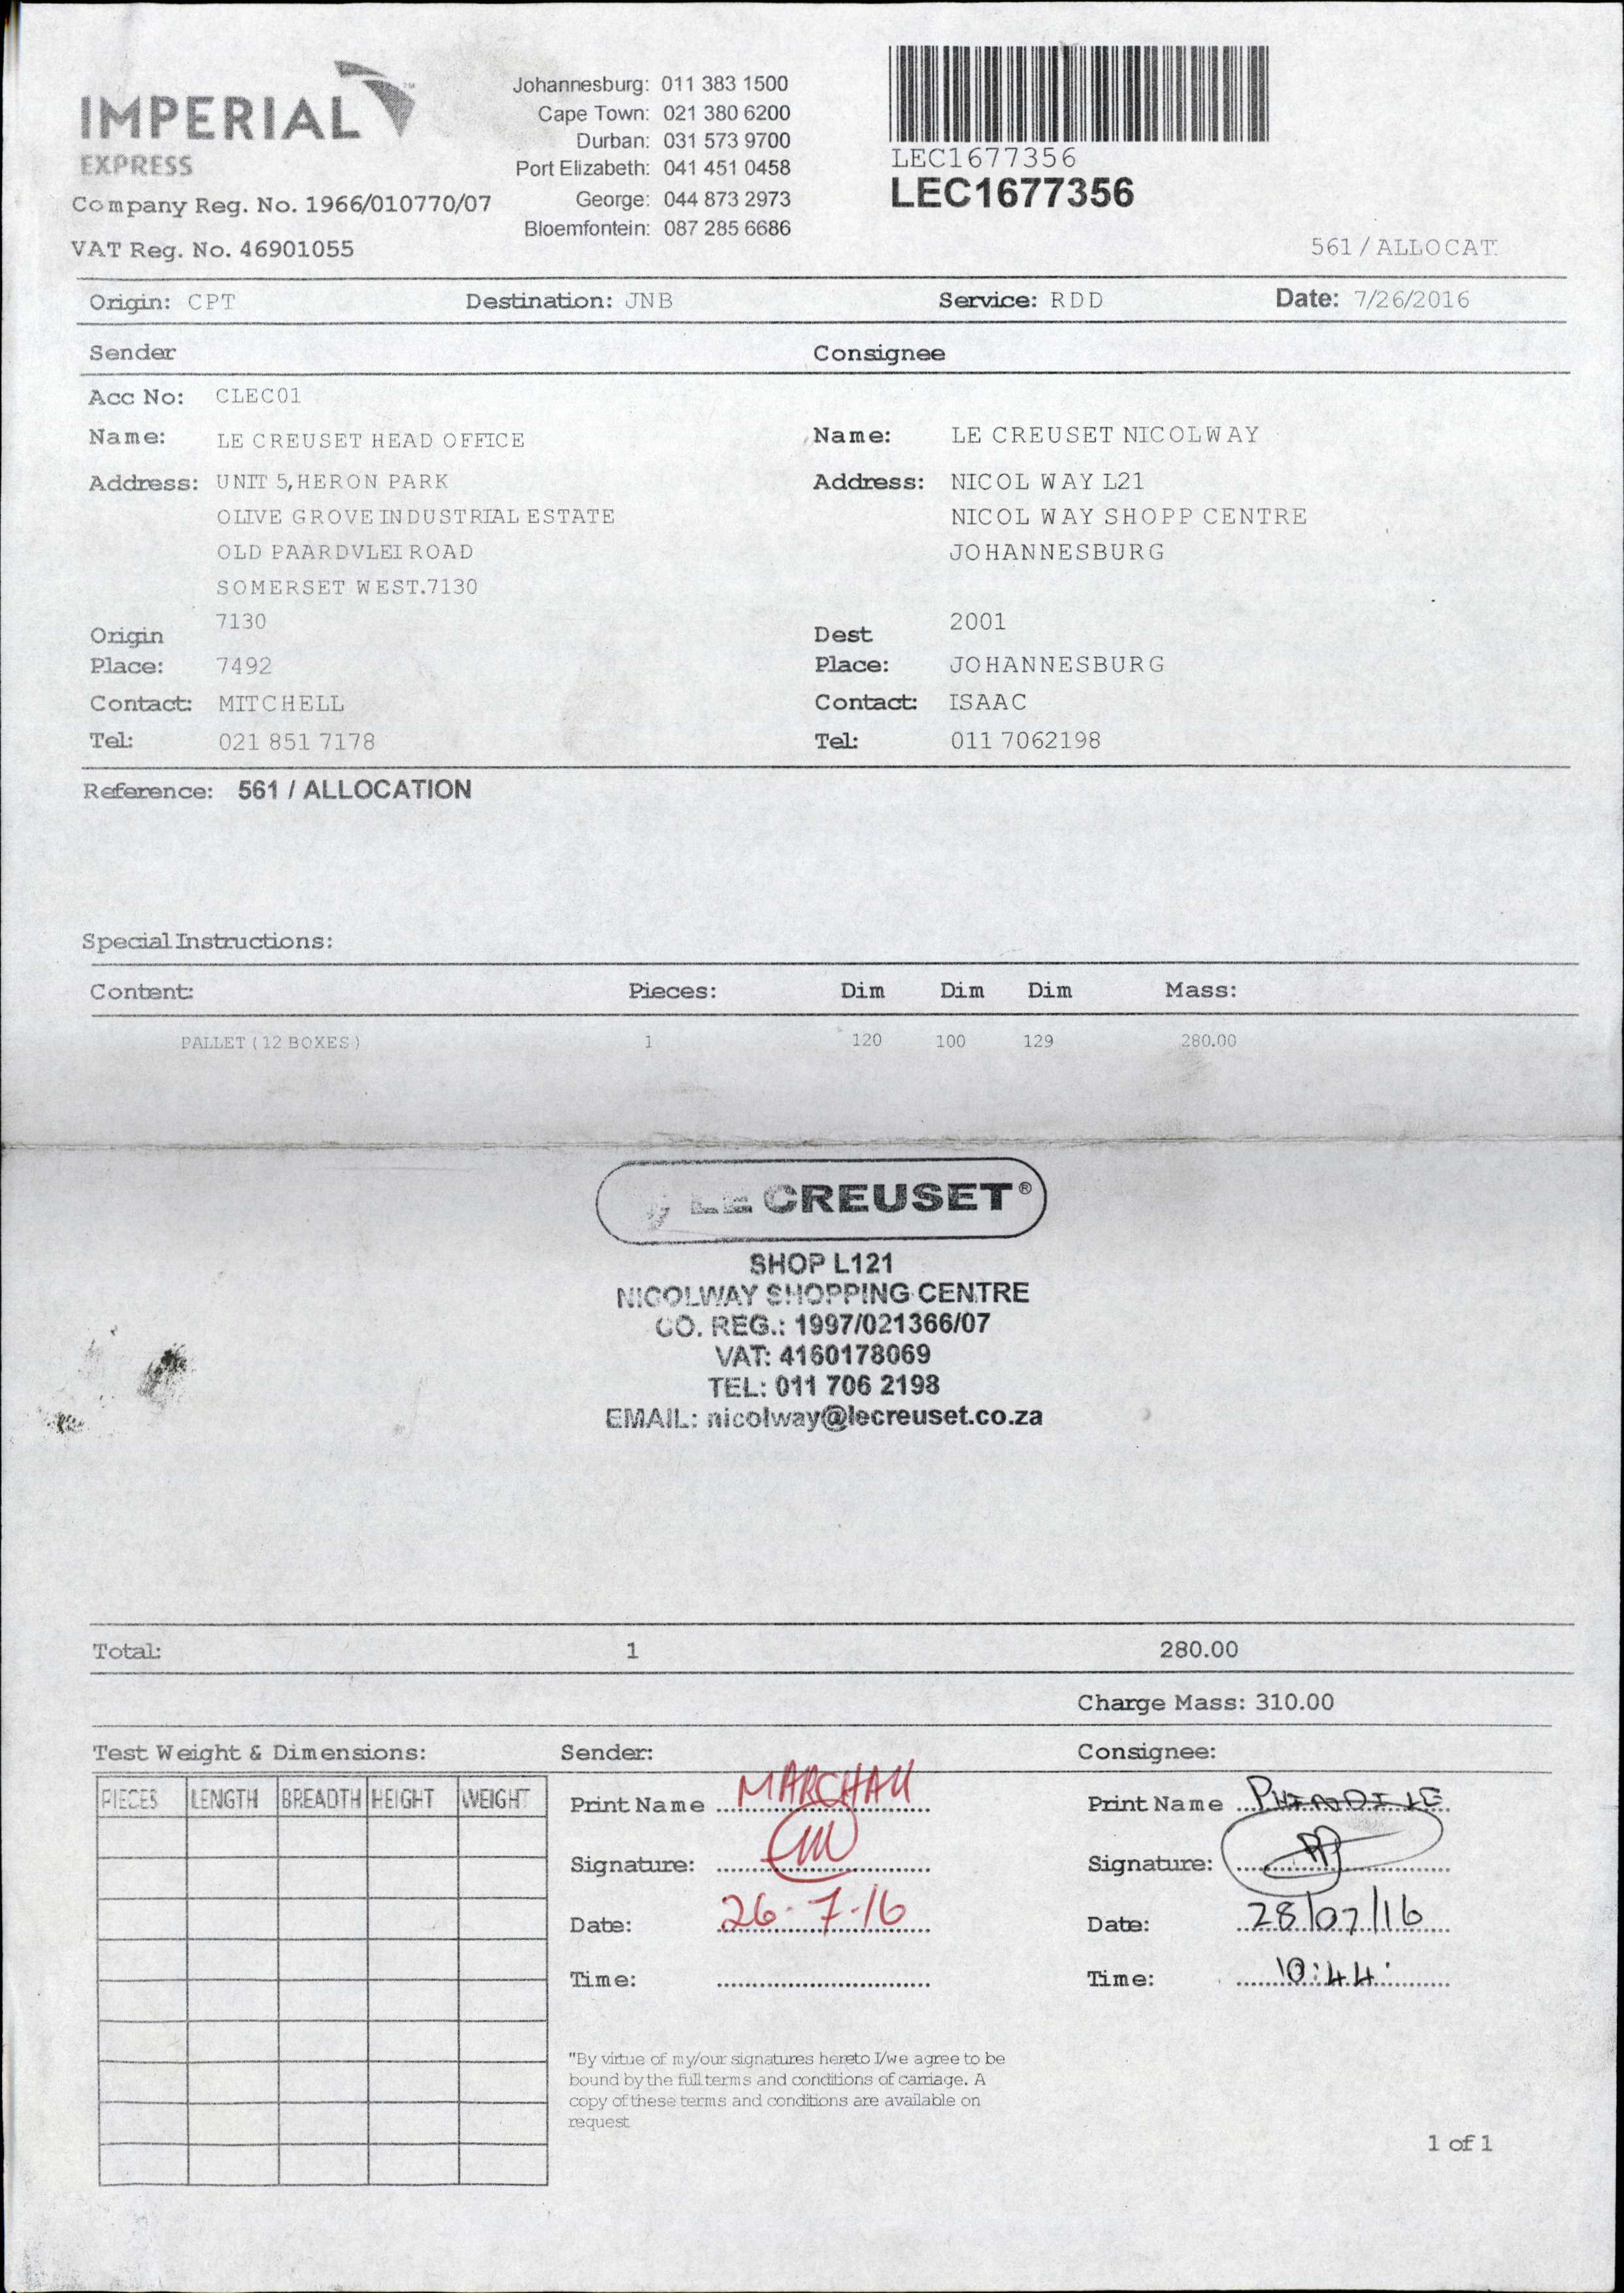 IMPERIAL™
EXPRESS
Company Reg. No. 1966/010770/07
VAT Reg. No. 46901055
Johannesburg: 011 383 1500
Cape Town: 021 380 6200
Durban: 031 573 9700
Port Elizabeth: 041 451 0458
George: 044 873 2973
Bloemfontein: 087 285 6686
LEC1677356
LEC1677356
561 / ALLOCAT
Origin: CPT Destination: JNB Service: RDD Date: 7/26/2016
Sender Consignee
Acc No: CLEC01
Name: LE CREUSET HEAD OFFICE Name: LE CREUSET NICOLWAY
Address: UNIT 5,HERON PARK Address: NICOL WAY L21
OLIVE GROVE INDUSTRIAL ESTATE NICOL WAY SHOPP CENTRE
OLD PAARDVLEI ROAD JOHANNESBURG
SOMERSET WEST.7130
7130 2001
Origin Dest
Place: 7492 Place: JOHANNESBURG
Contact: MITCHELL Contact: ISAAC
Tel: 021 851 7178 Tel: 011 7062198
Reference: 561 / ALLOCATION
Special Instructions:
Content: Pieces: Dim Dim Dim Mass:
PALLET ( 12 BOXES ) 1 120 100 129 280.00
LE CREUSET®
SHOP L121
NICOLWAY SHOPPING CENTRE
CO. REG.: 1997/021366/07
VAT: 4160178069
TEL: 011 706 2198
EMAIL: nicolway@lecreuset.co.za
Total: 1 280.00
Charge Mass: 310.00
Test Weight & Dimensions: Sender: Consignee:
PIECES LENGTH BREADTH HEIGHT WEIGHT
Print Name Print Name PHINDILE
Signature: Signature:
Date: 26-7-16 Date: 28/07/16
Time: Time: 10:44
"By virtue of my/our signatures hereto I/we agree to be
bound by the full terms and conditions of carriage. A
copy of these terms and conditions are available on
request
1 of 1